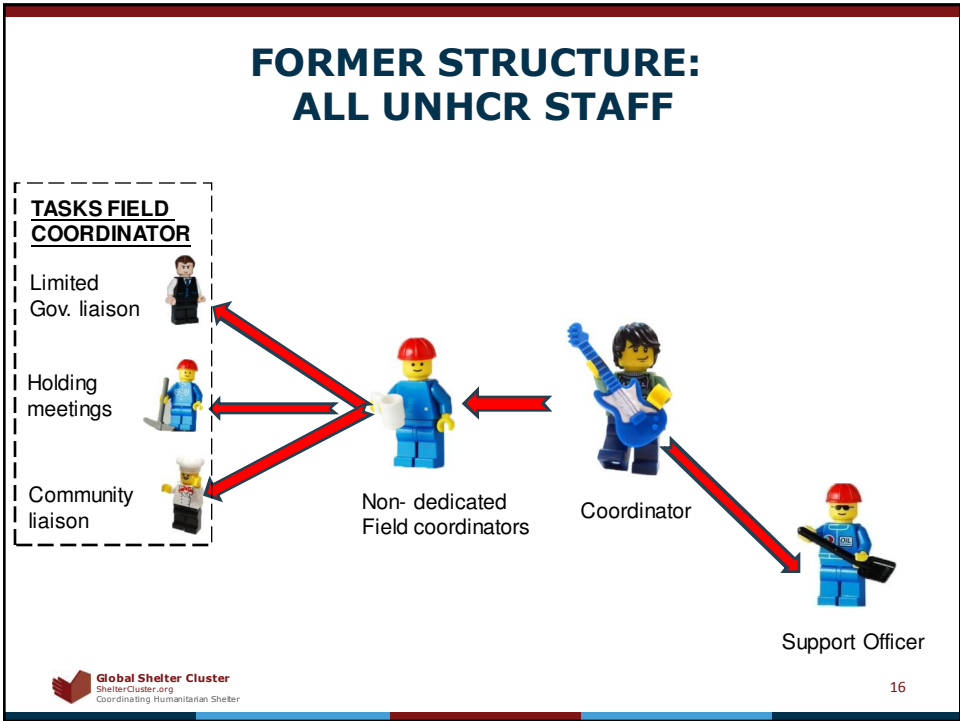 FORMER STRUCTURE:
ALL UNHCR STAFF
TASKS FIELD
COORDINATOR
Limited
Gov. liaison
Holding
meetings
Community
liaison
Non- dedicated
Field coordinators
Coordinator
OIL
Support Officer
Global Shelter Cluster
ShelterCluster.org
Coordinating Humanitarian Shelter
16